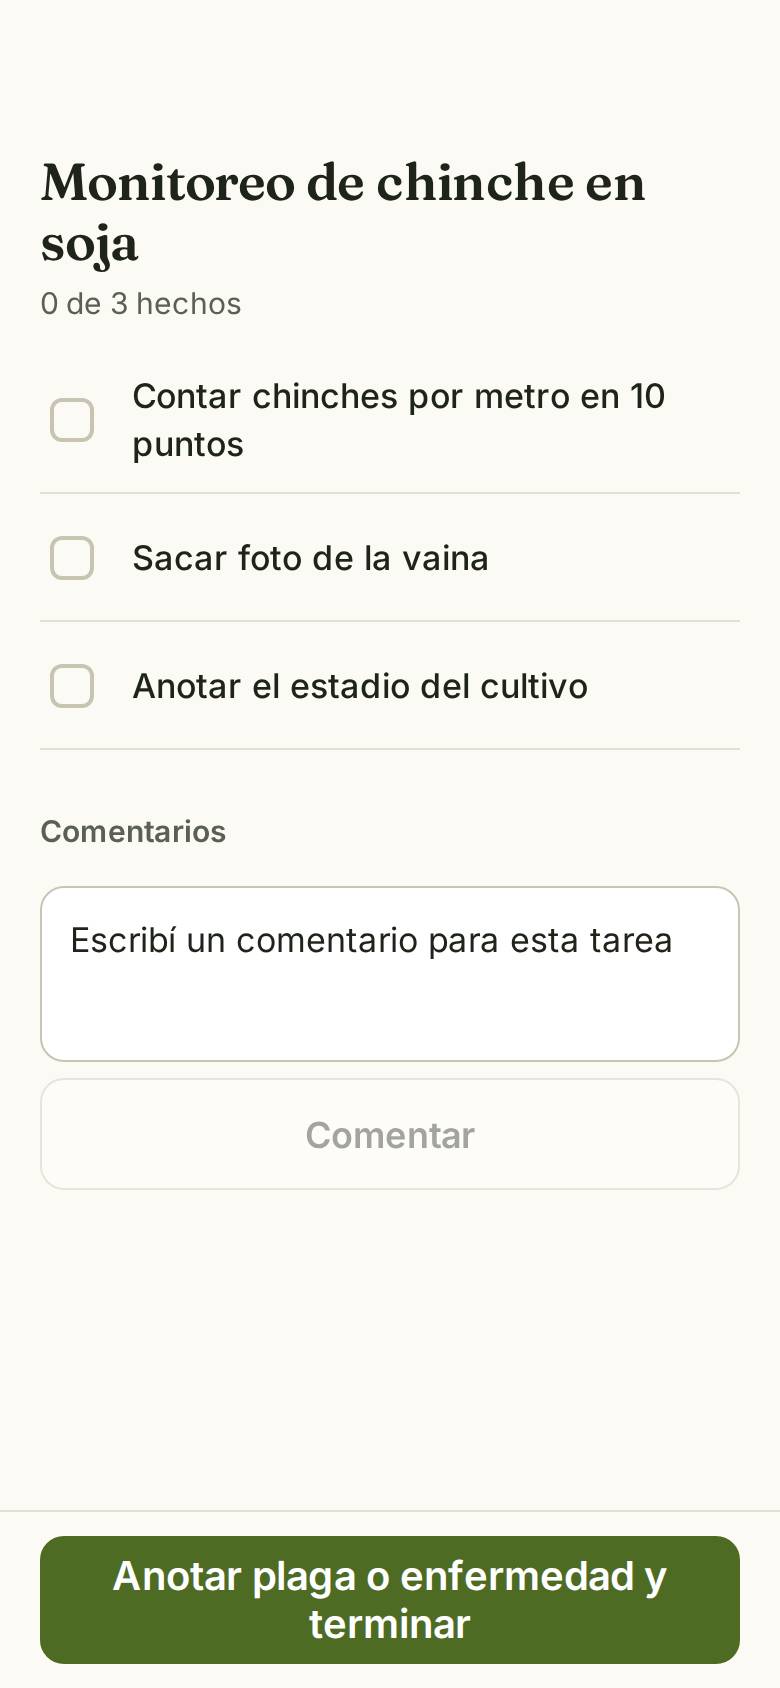 Monitoreo de chinche en
soja
0 de 3 hechos
Contar chinches por metro en 10
puntos
Sacar foto de la vaina
Anotar el estadio del cultivo
Comentarios
Escribí un comentario para esta tarea
Comentar
Anotar plaga o enfermedad y
terminar